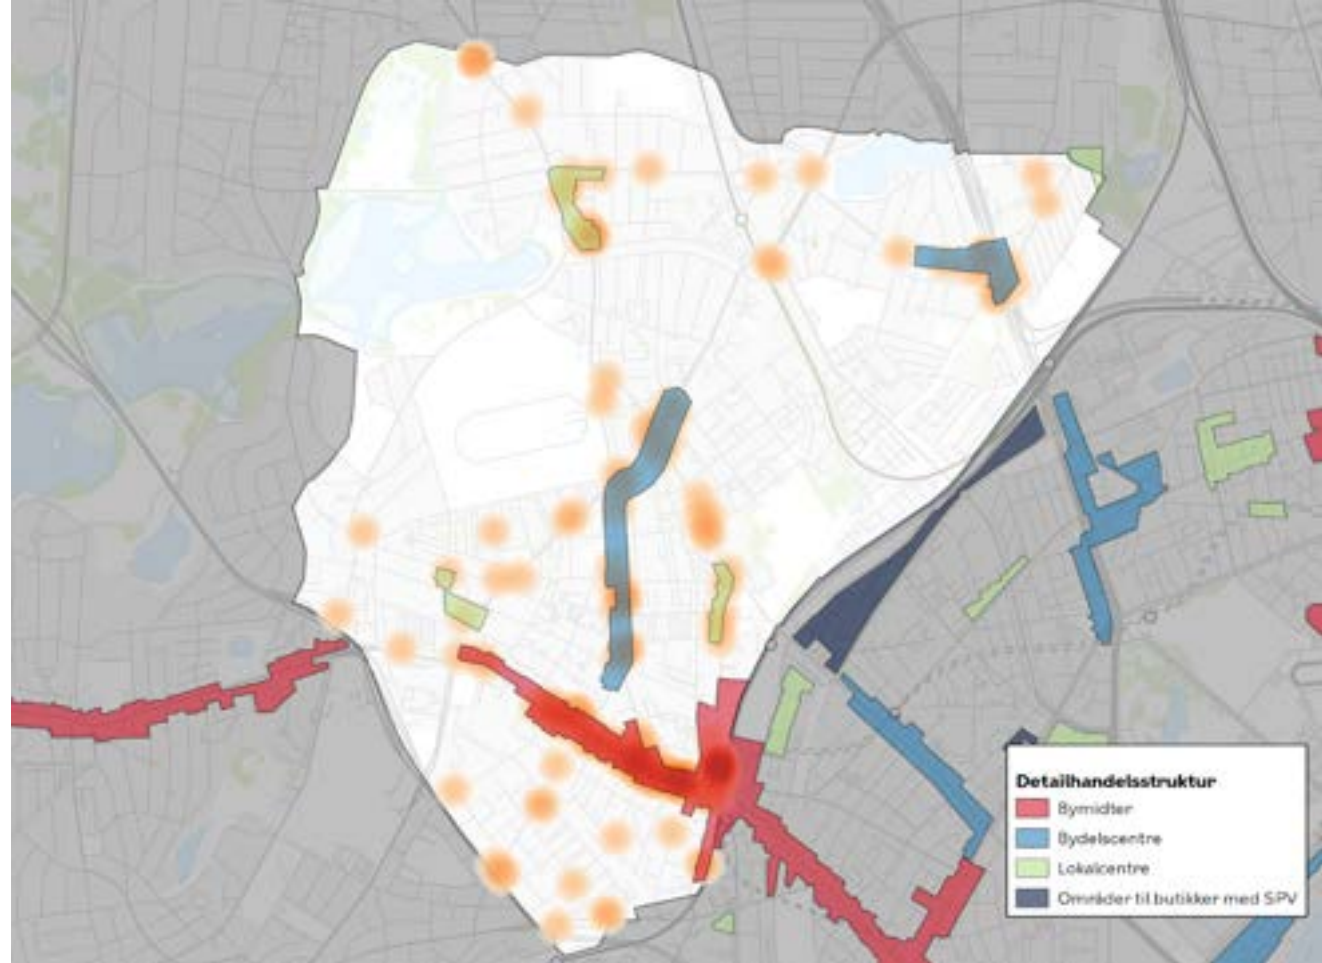 Detailhandelsstruktur
Bymidter
Bydelscentre
Lokalcentre
Områder til butikker med SPV